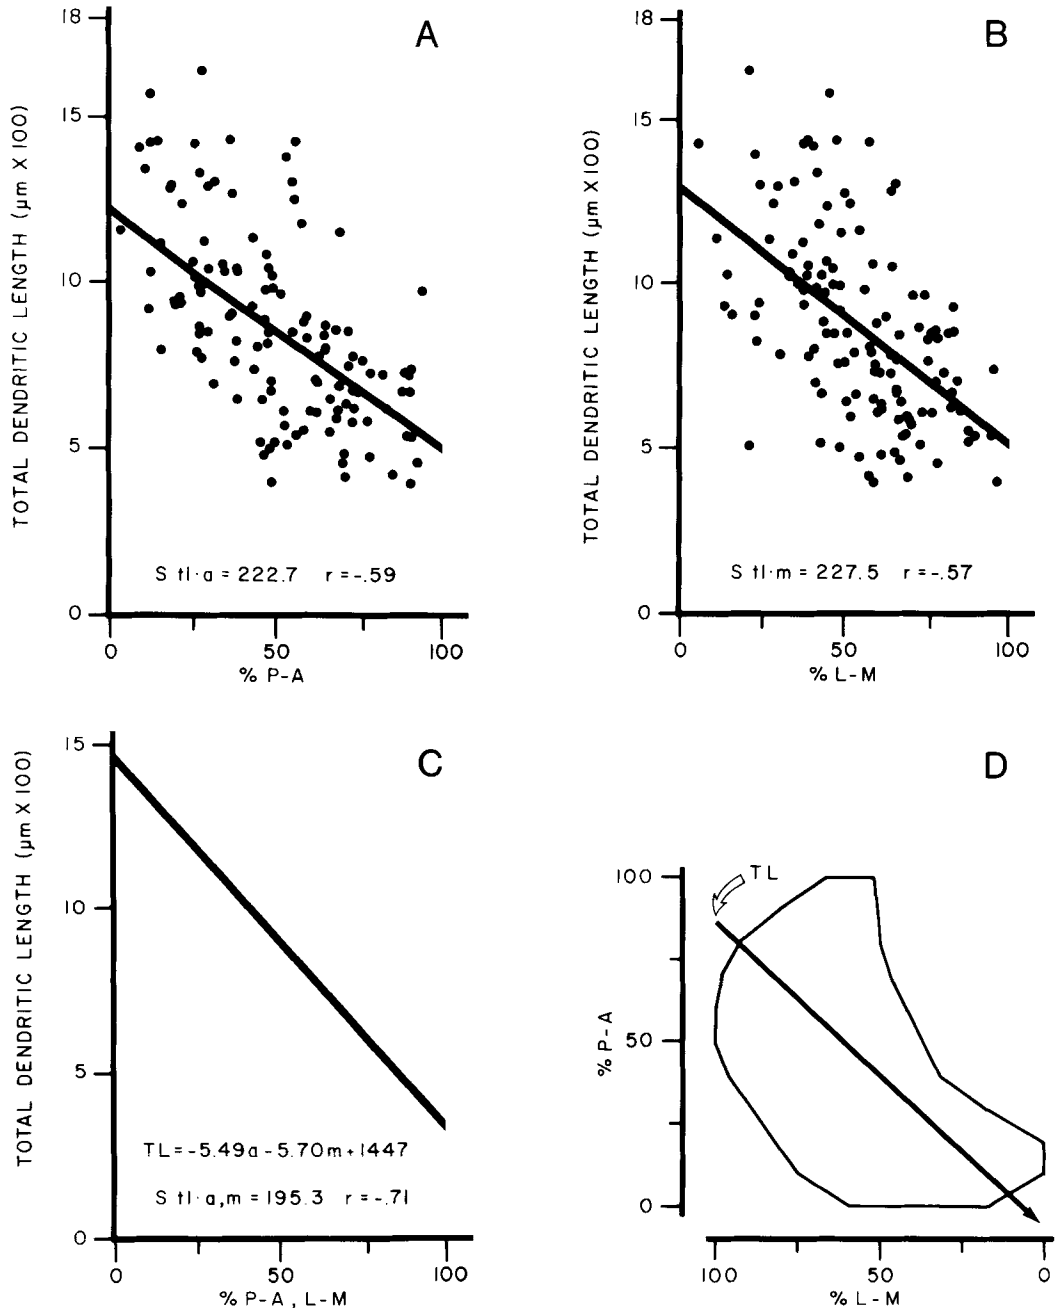 A
18
15
10
5
0
TOTAL DENDRITIC LENGTH (µm X 100)
S tl·a = 222.7 r =-.59
0 50 100
% P-A
B
18
15
10
5
0
TOTAL DENDRITIC LENGTH (µm X 100)
S tl·m = 227.5 r =-.57
0 50 100
% L-M
C
15
10
5
0
TOTAL DENDRITIC LENGTH (µm X 100)
TL=-5.49a-5.70m+1447
S tl·a,m = 195.3 r =-.71
0 50 100
% P-A , L-M
D
TL
100
50
0
% P-A
100 50 0
% L-M